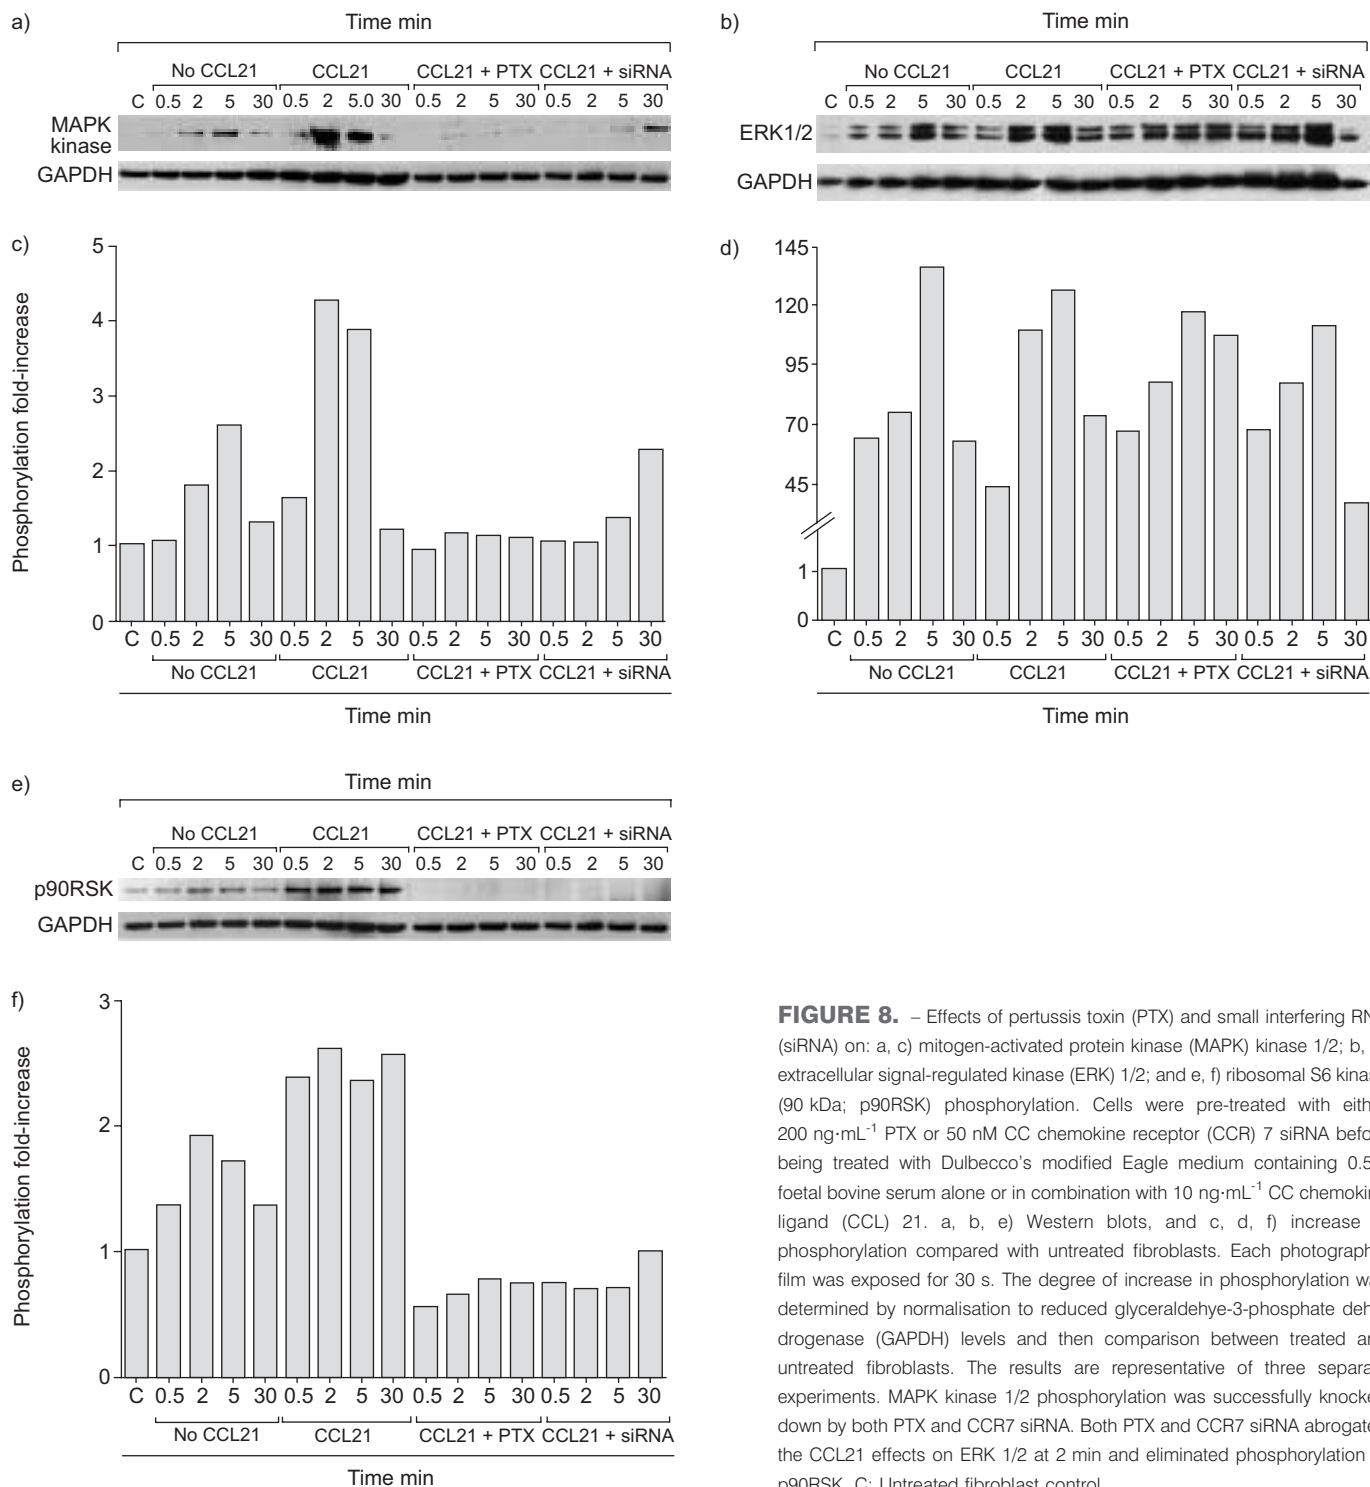 a)
Time min
No CCL21 CCL21 CCL21 + PTX CCL21 + siRNA
C 0.5 2 5 30 0.5 2 5.0 30 0.5 2 5 30 0.5 2 5 30
MAPK
kinase
GAPDH
b)
Time min
No CCL21 CCL21 CCL21 + PTX CCL21 + siRNA
C 0.5 2 5 30 0.5 2 5 30 0.5 2 5 30 0.5 2 5 30
ERK1/2
GAPDH
c)
Phosphorylation fold-increase
5
4
3
2
1
0
C 0.5 2 5 30 0.5 2 5 30 0.5 2 5 30 0.5 2 5 30
No CCL21 CCL21 CCL21 + PTX CCL21 + siRNA
Time min
d)
145
120
95
70
45
1
0
C 0.5 2 5 30 0.5 2 5 30 0.5 2 5 30 0.5 2 5 30
No CCL21 CCL21 CCL21 + PTX CCL21 + siRNA
Time min
e)
Time min
No CCL21 CCL21 CCL21 + PTX CCL21 + siRNA
C 0.5 2 5 30 0.5 2 5 30 0.5 2 5 30 0.5 2 5 30
p90RSK
GAPDH
f)
Phosphorylation fold-increase
3
2
1
0
C 0.5 2 5 30 0.5 2 5 30 0.5 2 5 30 0.5 2 5 30
No CCL21 CCL21 CCL21 + PTX CCL21 + siRNA
Time min
FIGURE 8. – Effects of pertussis toxin (PTX) and small interfering RN
(siRNA) on: a, c) mitogen-activated protein kinase (MAPK) kinase 1/2; b,
extracellular signal-regulated kinase (ERK) 1/2; and e, f) ribosomal S6 kinas
(90 kDa; p90RSK) phosphorylation. Cells were pre-treated with eith
200 ng·mL-1 PTX or 50 nM CC chemokine receptor (CCR) 7 siRNA befo
being treated with Dulbecco's modified Eagle medium containing 0.5
foetal bovine serum alone or in combination with 10 ng·mL-1 CC chemokin
ligand (CCL) 21. a, b, e) Western blots, and c, d, f) increase
phosphorylation compared with untreated fibroblasts. Each photograph
film was exposed for 30 s. The degree of increase in phosphorylation wa
determined by normalisation to reduced glyceraldehye-3-phosphate deh
drogenase (GAPDH) levels and then comparison between treated an
untreated fibroblasts. The results are representative of three separa
experiments. MAPK kinase 1/2 phosphorylation was successfully knocke
down by both PTX and CCR7 siRNA. Both PTX and CCR7 siRNA abrogate
the CCL21 effects on ERK 1/2 at 2 min and eliminated phosphorylation
p90RSK. C: Untreated fibroblast control.